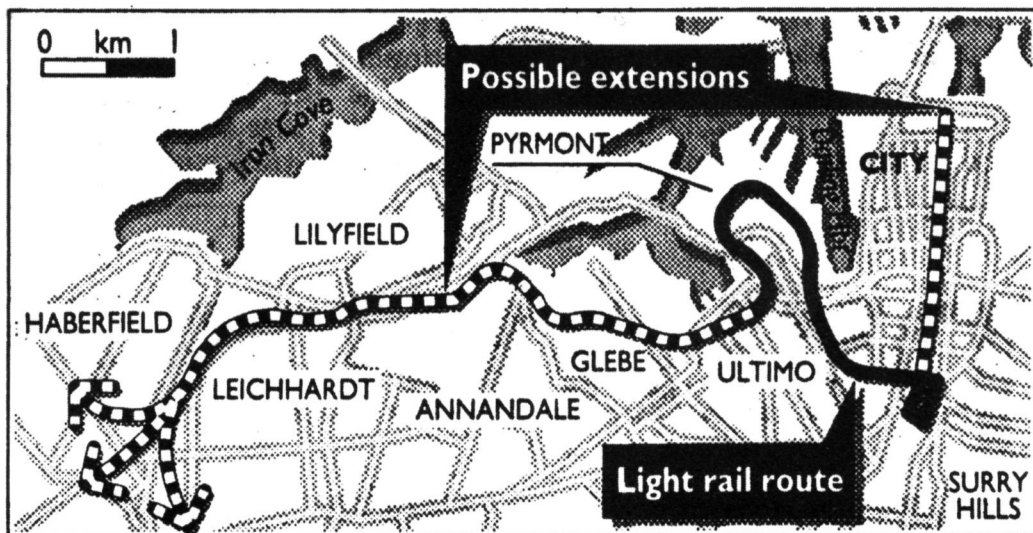 0 km 1
Possible extensions
Iron Cove
PYRMONT
CITY
LILYFIELD
HABERFIELD
GLEBE
ULTIMO
LEICHHARDT
ANNANDALE
Light rail route
SURRY
HILLS